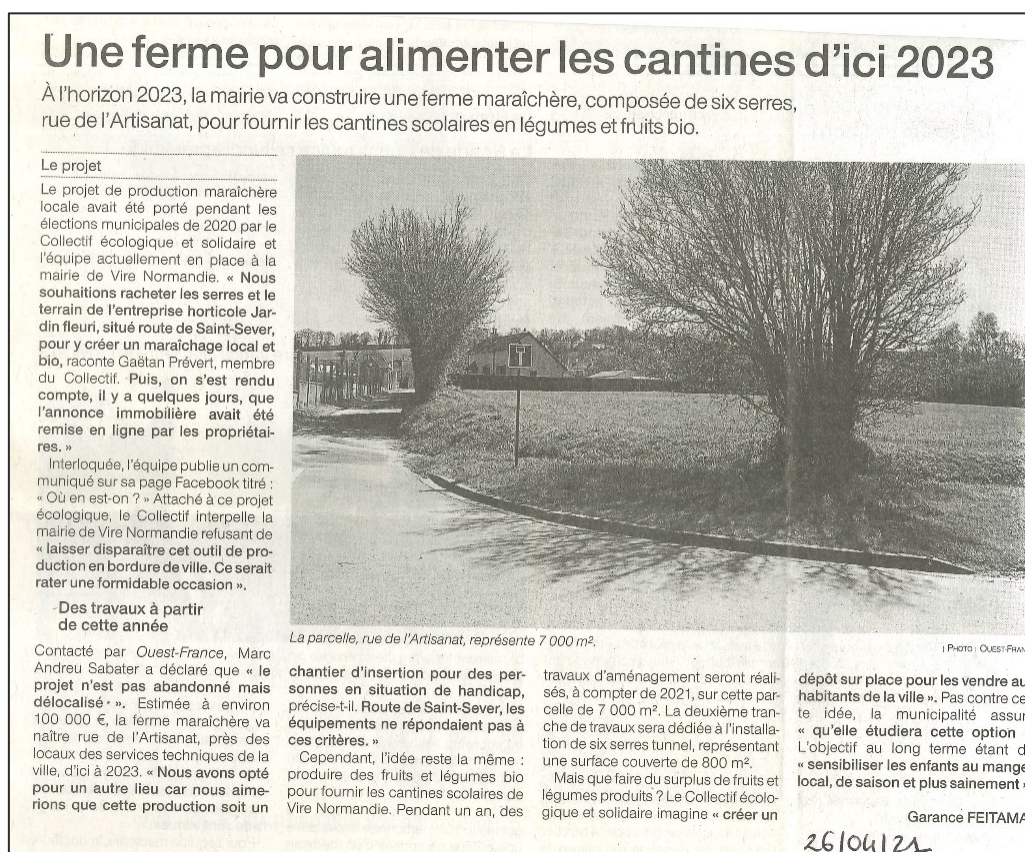 Une ferme pour alimenter les cantines d'ici 2023
À l'horizon 2023, la mairie va construire une ferme maraîchère, composée de six serres,
rue de l'Artisanat, pour fournir les cantines scolaires en légumes et fruits bio.
Le projet
Le projet de production maraîchère
locale avait été porté pendant les
élections municipales de 2020 par le
Collectif écologique et solidaire et
l'équipe actuellement en place à la
mairie de Vire Normandie. « Nous
souhaitions racheter les serres et le
terrain de l'entreprise horticole Jar-
din fleuri, situé route de Saint-Sever,
pour y créer un maraîchage local et
bio, raconte Gaëtan Prévert, membre
du Collectif. Puis, on s'est rendu
compte, il y a quelques jours, que
l'annonce immobilière avait été
remise en ligne par les propriétai-
res. »
Interloquée, l'équipe publie un com-
muniqué sur sa page Facebook titré :
« Où en est-on ? » Attaché à ce projet
écologique, le Collectif interpelle la
mairie de Vire Normandie refusant de
« laisser disparaître cet outil de pro-
duction en bordure de ville. Ce serait
rater une formidable occasion ».
Des travaux à partir
de cette année
Contacté par Ouest-France, Marc
Andreu Sabater a déclaré que « le
projet n'est pas abandonné mais
délocalisé ». Estimée à environ
100 000 €, la ferme maraîchère va
naître rue de l'Artisanat, près des
locaux des services techniques de la
ville, d'ici à 2023. « Nous avons opté
pour un autre lieu car nous aime-
rions que cette production soit un
La parcelle, rue de l'Artisanat, représente 7 000 m².
| PHOTO : OUEST-FRAN
chantier d'insertion pour des per-
sonnes en situation de handicap,
précise-t-il. Route de Saint-Sever, les
équipements ne répondaient pas à
ces critères. »
Cependant, l'idée reste la même :
produire des fruits et légumes bio
pour fournir les cantines scolaires de
Vire Normandie. Pendant un an, des
travaux d'aménagement seront réali-
sés, à compter de 2021, sur cette par-
celle de 7 000 m². La deuxième tran-
che de travaux sera dédiée à l'installa-
tion de six serres tunnel, représentant
une surface couverte de 800 m².
Mais que faire du surplus de fruits et
légumes produits ? Le Collectif écolo-
gique et solidaire imagine « créer un
dépôt sur place pour les vendre au
habitants de la ville ». Pas contre ce
te idée, la municipalité assur
« qu'elle étudiera cette option
L'objectif au long terme étant d
« sensibiliser les enfants au mange
local, de saison et plus sainement »
Garance FEITAMA
26/04/21